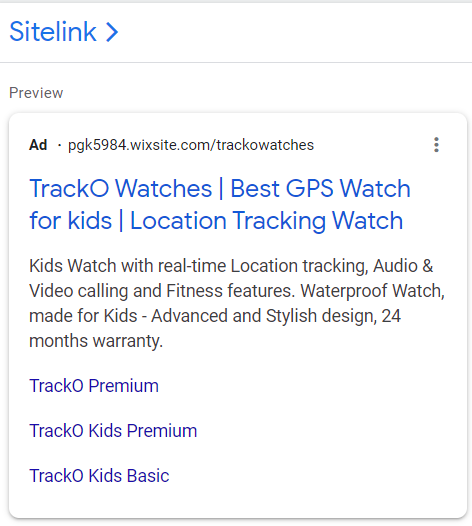 Sitelink >
Preview
Ad · pgk5984.wixsite.com/trackowatches
TrackO Watches | Best GPS Watch
for kids | Location Tracking Watch
Kids Watch with real-time Location tracking, Audio &
Video calling and Fitness features. Waterproof Watch,
made for Kids - Advanced and Stylish design, 24
months warranty.
TrackO Premium
TrackO Kids Premium
TrackO Kids Basic